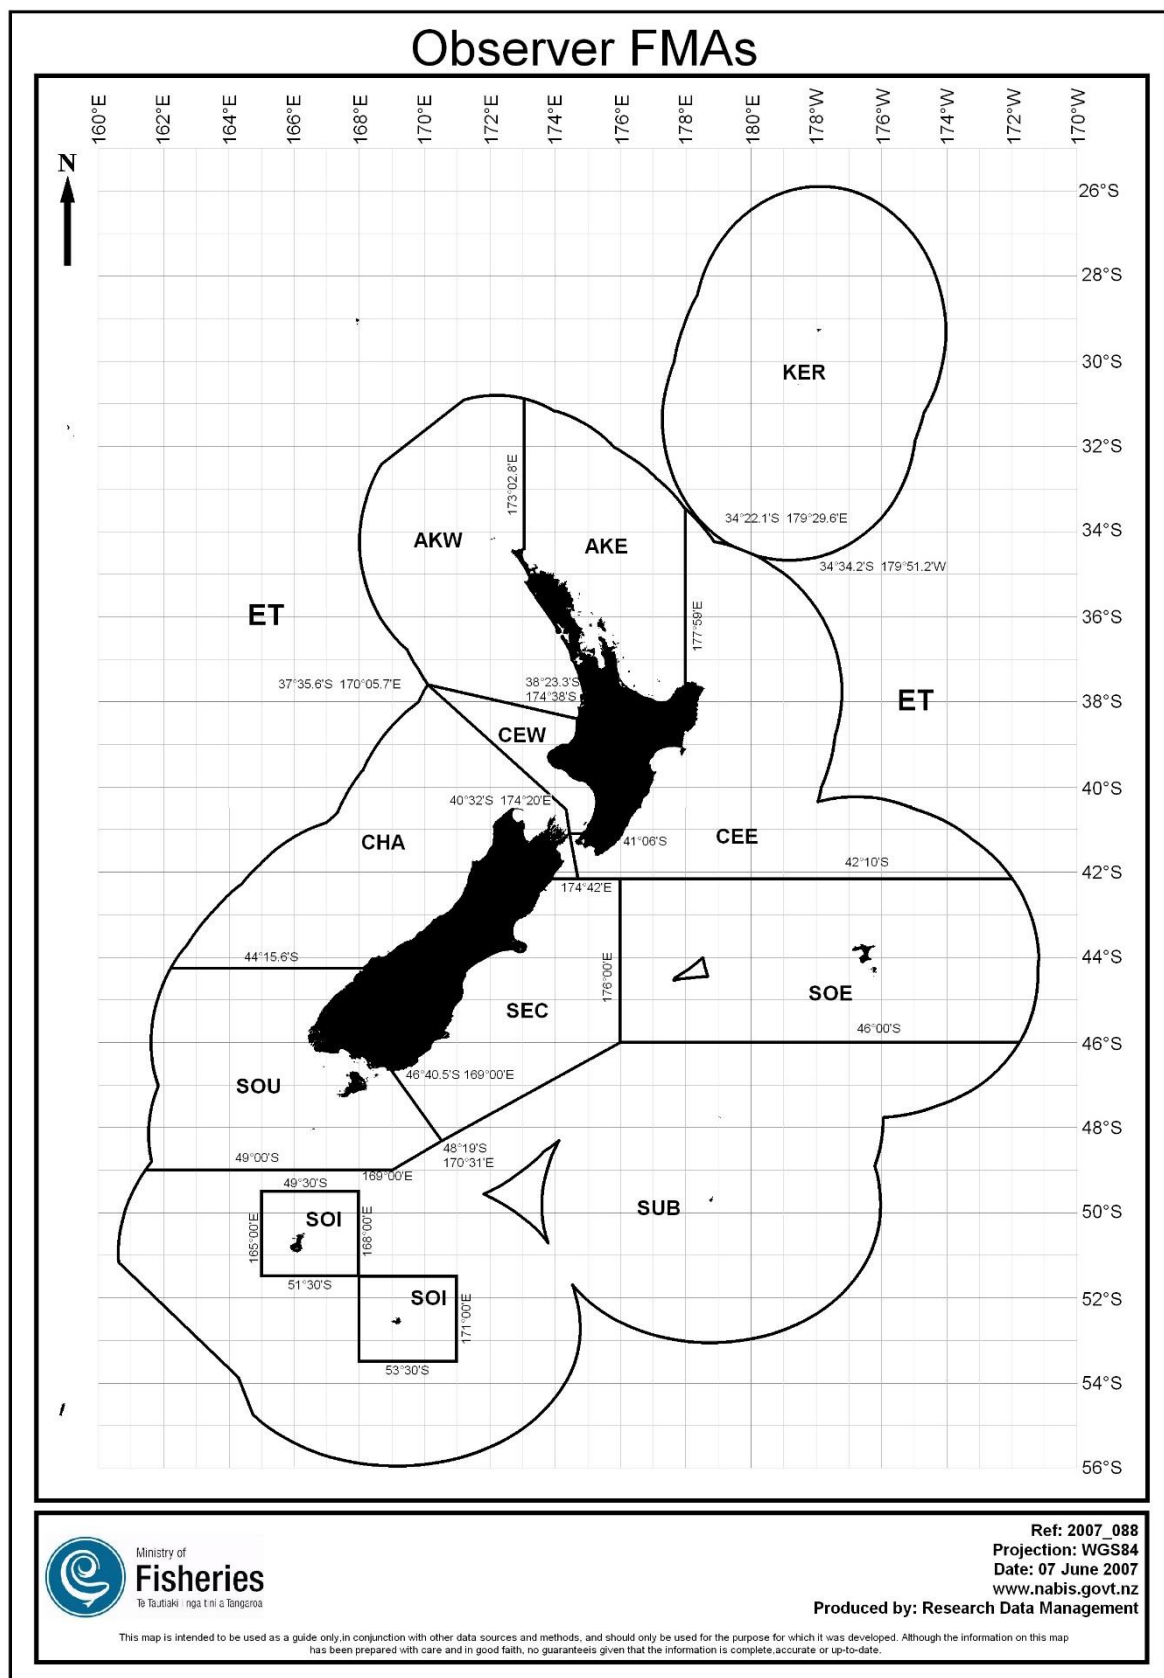 Observer FMAs
160°E
162°E
164°E
166°E
168°E
170°E
172°E
174°E
176°E
178°E
180°E
178°W
176°W
174°W
172°W
170°W
N
26°S
28°S
KER
30°S
32°S
173°02.8'E
34°22.1'S 179°29.6'E
34°S
AKW
AKE
34°34.2'S 179°51.2'W
ET
177°59'E
36°S
37°35.6'S 170°05.7'E
38°23.3'S
174°38'S
ET
38°S
CEW
40°S
40°32'S 174°20'E
CHA
41°06'S
CEE
42°10'S
42°S
174°42'E
44°15.6'S
176°00'E
44°S
SOE
SEC
46°00'S
46°S
46°40.5'S 169°00'E
SOU
48°S
48°19'S
170°31'E
49°00'S
169°00'E
49°30'S
SUB
165°00'E
SOI
168°00'E
50°S
51°30'S
SOI
171°00'E
52°S
53°30'S
54°S
56°S
Ministry of
Fisheries
Te Tautiaki i nga tini a Tangaroa
Ref: 2007_088
Projection: WGS84
Date: 07 June 2007
www.nabis.govt.nz
Produced by: Research Data Management
This map is intended to be used as a guide only,in conjunction with other data sources and methods, and should only be used for the purpose for which it was developed. Although the information on this map
has been prepared with care and in good faith, no guaranteeis given that the information is complete,accurate or up-to-date.